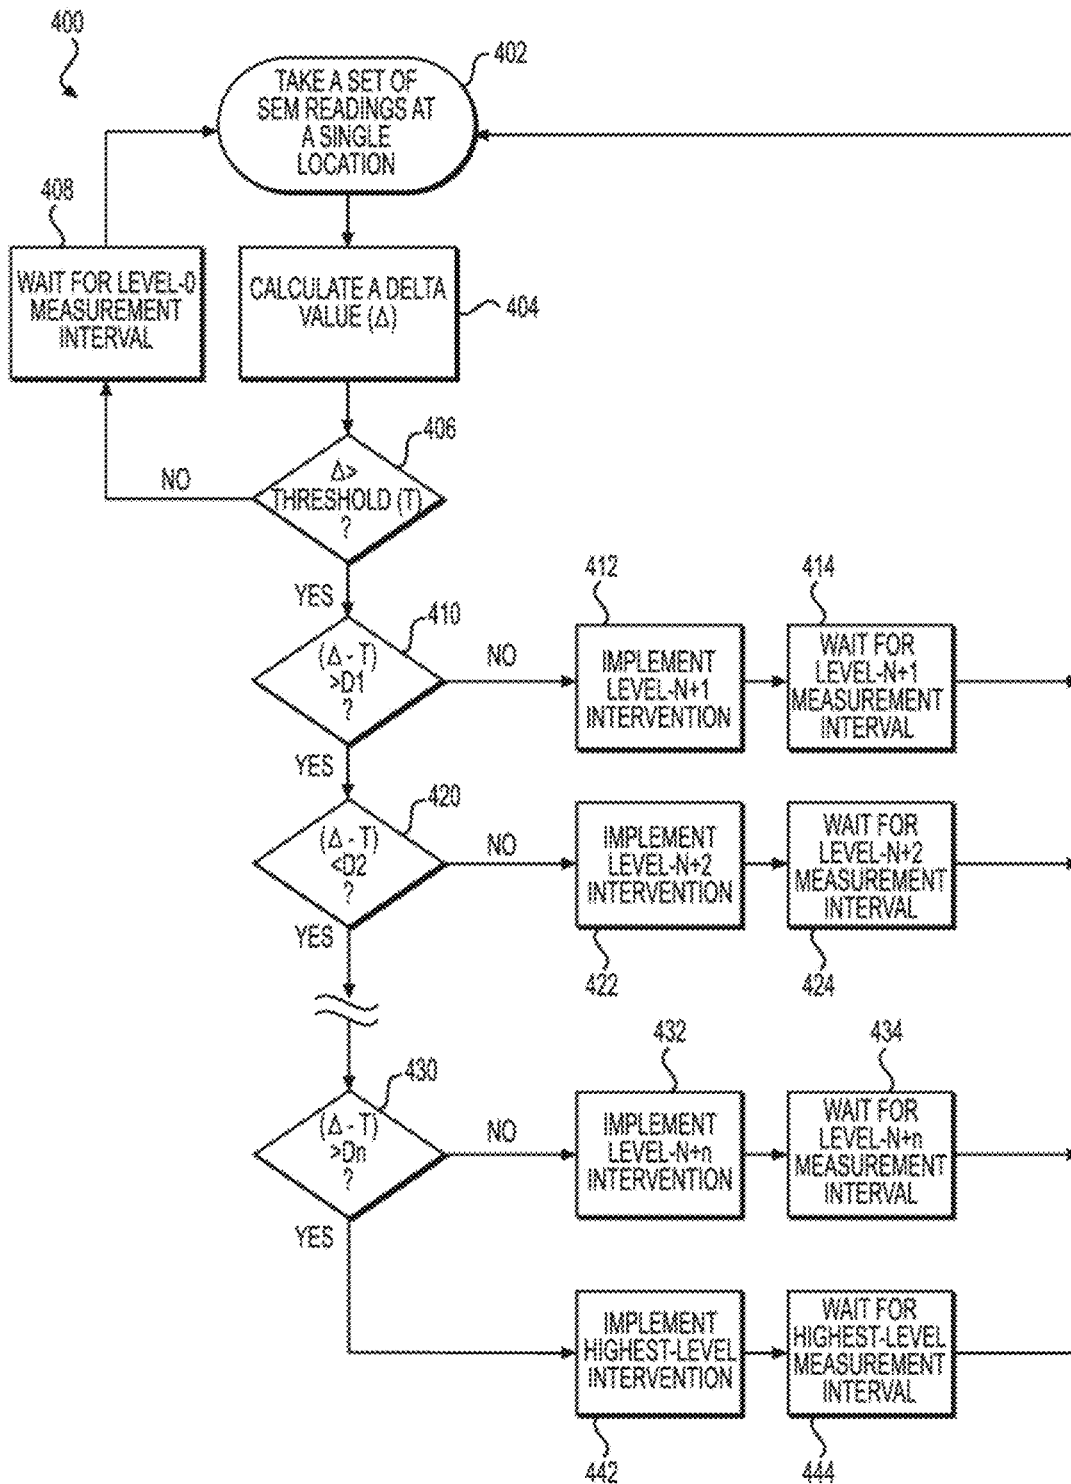 400
402
TAKE A SET OF
SEM READINGS AT
A SINGLE
LOCATION
408
WAIT FOR LEVEL-0
MEASUREMENT
INTERVAL
CALCULATE A DELTA
VALUE (Δ)
404
406
Δ>
THRESHOLD (T)
?
NO
YES
410
(Δ - T)
>D1
?
NO
412
IMPLEMENT
LEVEL-N+1
INTERVENTION
414
WAIT FOR
LEVEL-N+1
MEASUREMENT
INTERVAL
YES
420
(Δ - T)
<D2
?
NO
IMPLEMENT
LEVEL-N+2
INTERVENTION
422
WAIT FOR
LEVEL-N+2
MEASUREMENT
INTERVAL
424
YES
430
(Δ - T)
>Dn
?
NO
432
IMPLEMENT
LEVEL-N+n
INTERVENTION
434
WAIT FOR
LEVEL-N+n
MEASUREMENT
INTERVAL
YES
IMPLEMENT
HIGHEST-LEVEL
INTERVENTION
442
WAIT FOR
HIGHEST-LEVEL
MEASUREMENT
INTERVAL
444